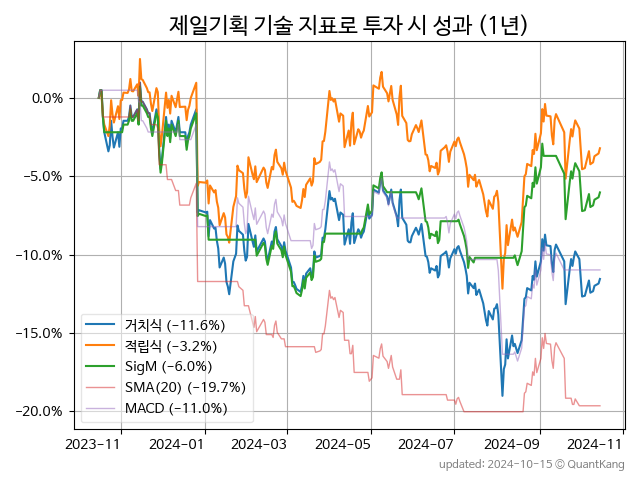 제일기획 기술 지표로 투자 시 성과 (1년)
0.0%
−5.0%
−10.0%
−15.0%
−20.0%
거치식 (−11.6%)
적립식 (−3.2%)
SigM (−6.0%)
SMA(20) (−19.7%)
MACD (−11.0%)
2023-11 2024-01 2024-03 2024-05 2024-07 2024-09 2024-11
updated: 2024-10-15 © QuantKang